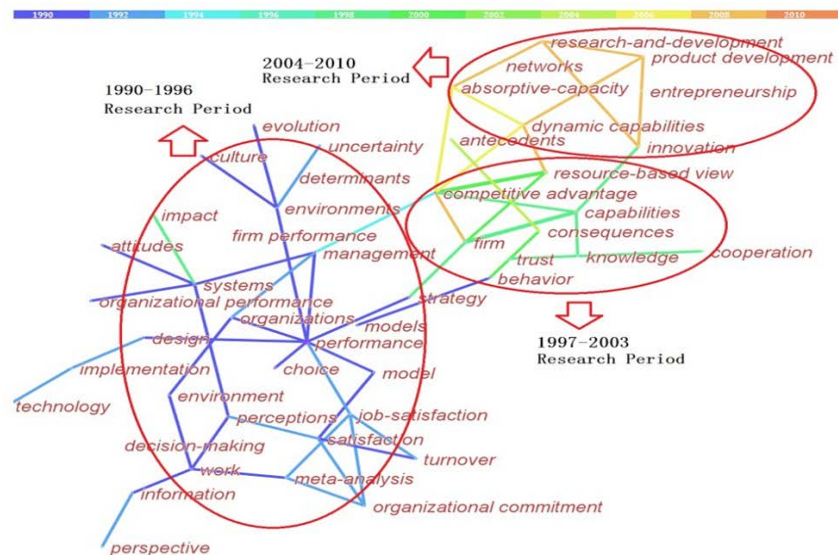 1990 1992 1994 1996 1998 2000 2002 2004 2006 2008 2010
research-and-development
product development
networks
2004-2010
Research Period
absorptive-capacity
entrepreneurship
1990-1996
Research Period
evolution
dynamic capabilities
antecedents
uncertainty
innovation
culture
determinants
resource-based view
competitive advantage
environments
impact
capabilities
firm performance
consequences
attitudes
management
firm
trust
knowledge
cooperation
systems
behavior
organizational performance
strategy
organizations
models
design
performance
1997-2003
Research Period
implementation
choice
model
environment
technology
perceptions
job-satisfaction
decision-making
satisfaction
turnover
work
meta-analysis
information
organizational commitment
perspective